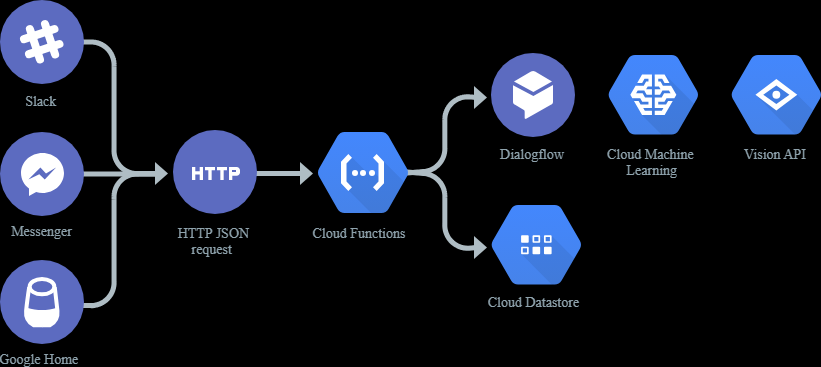 Slack
Messenger
Google Home
HTTP
HTTP JSON
request
Cloud Functions
Dialogflow
Cloud Machine
Learning
Vision API
Cloud Datastore